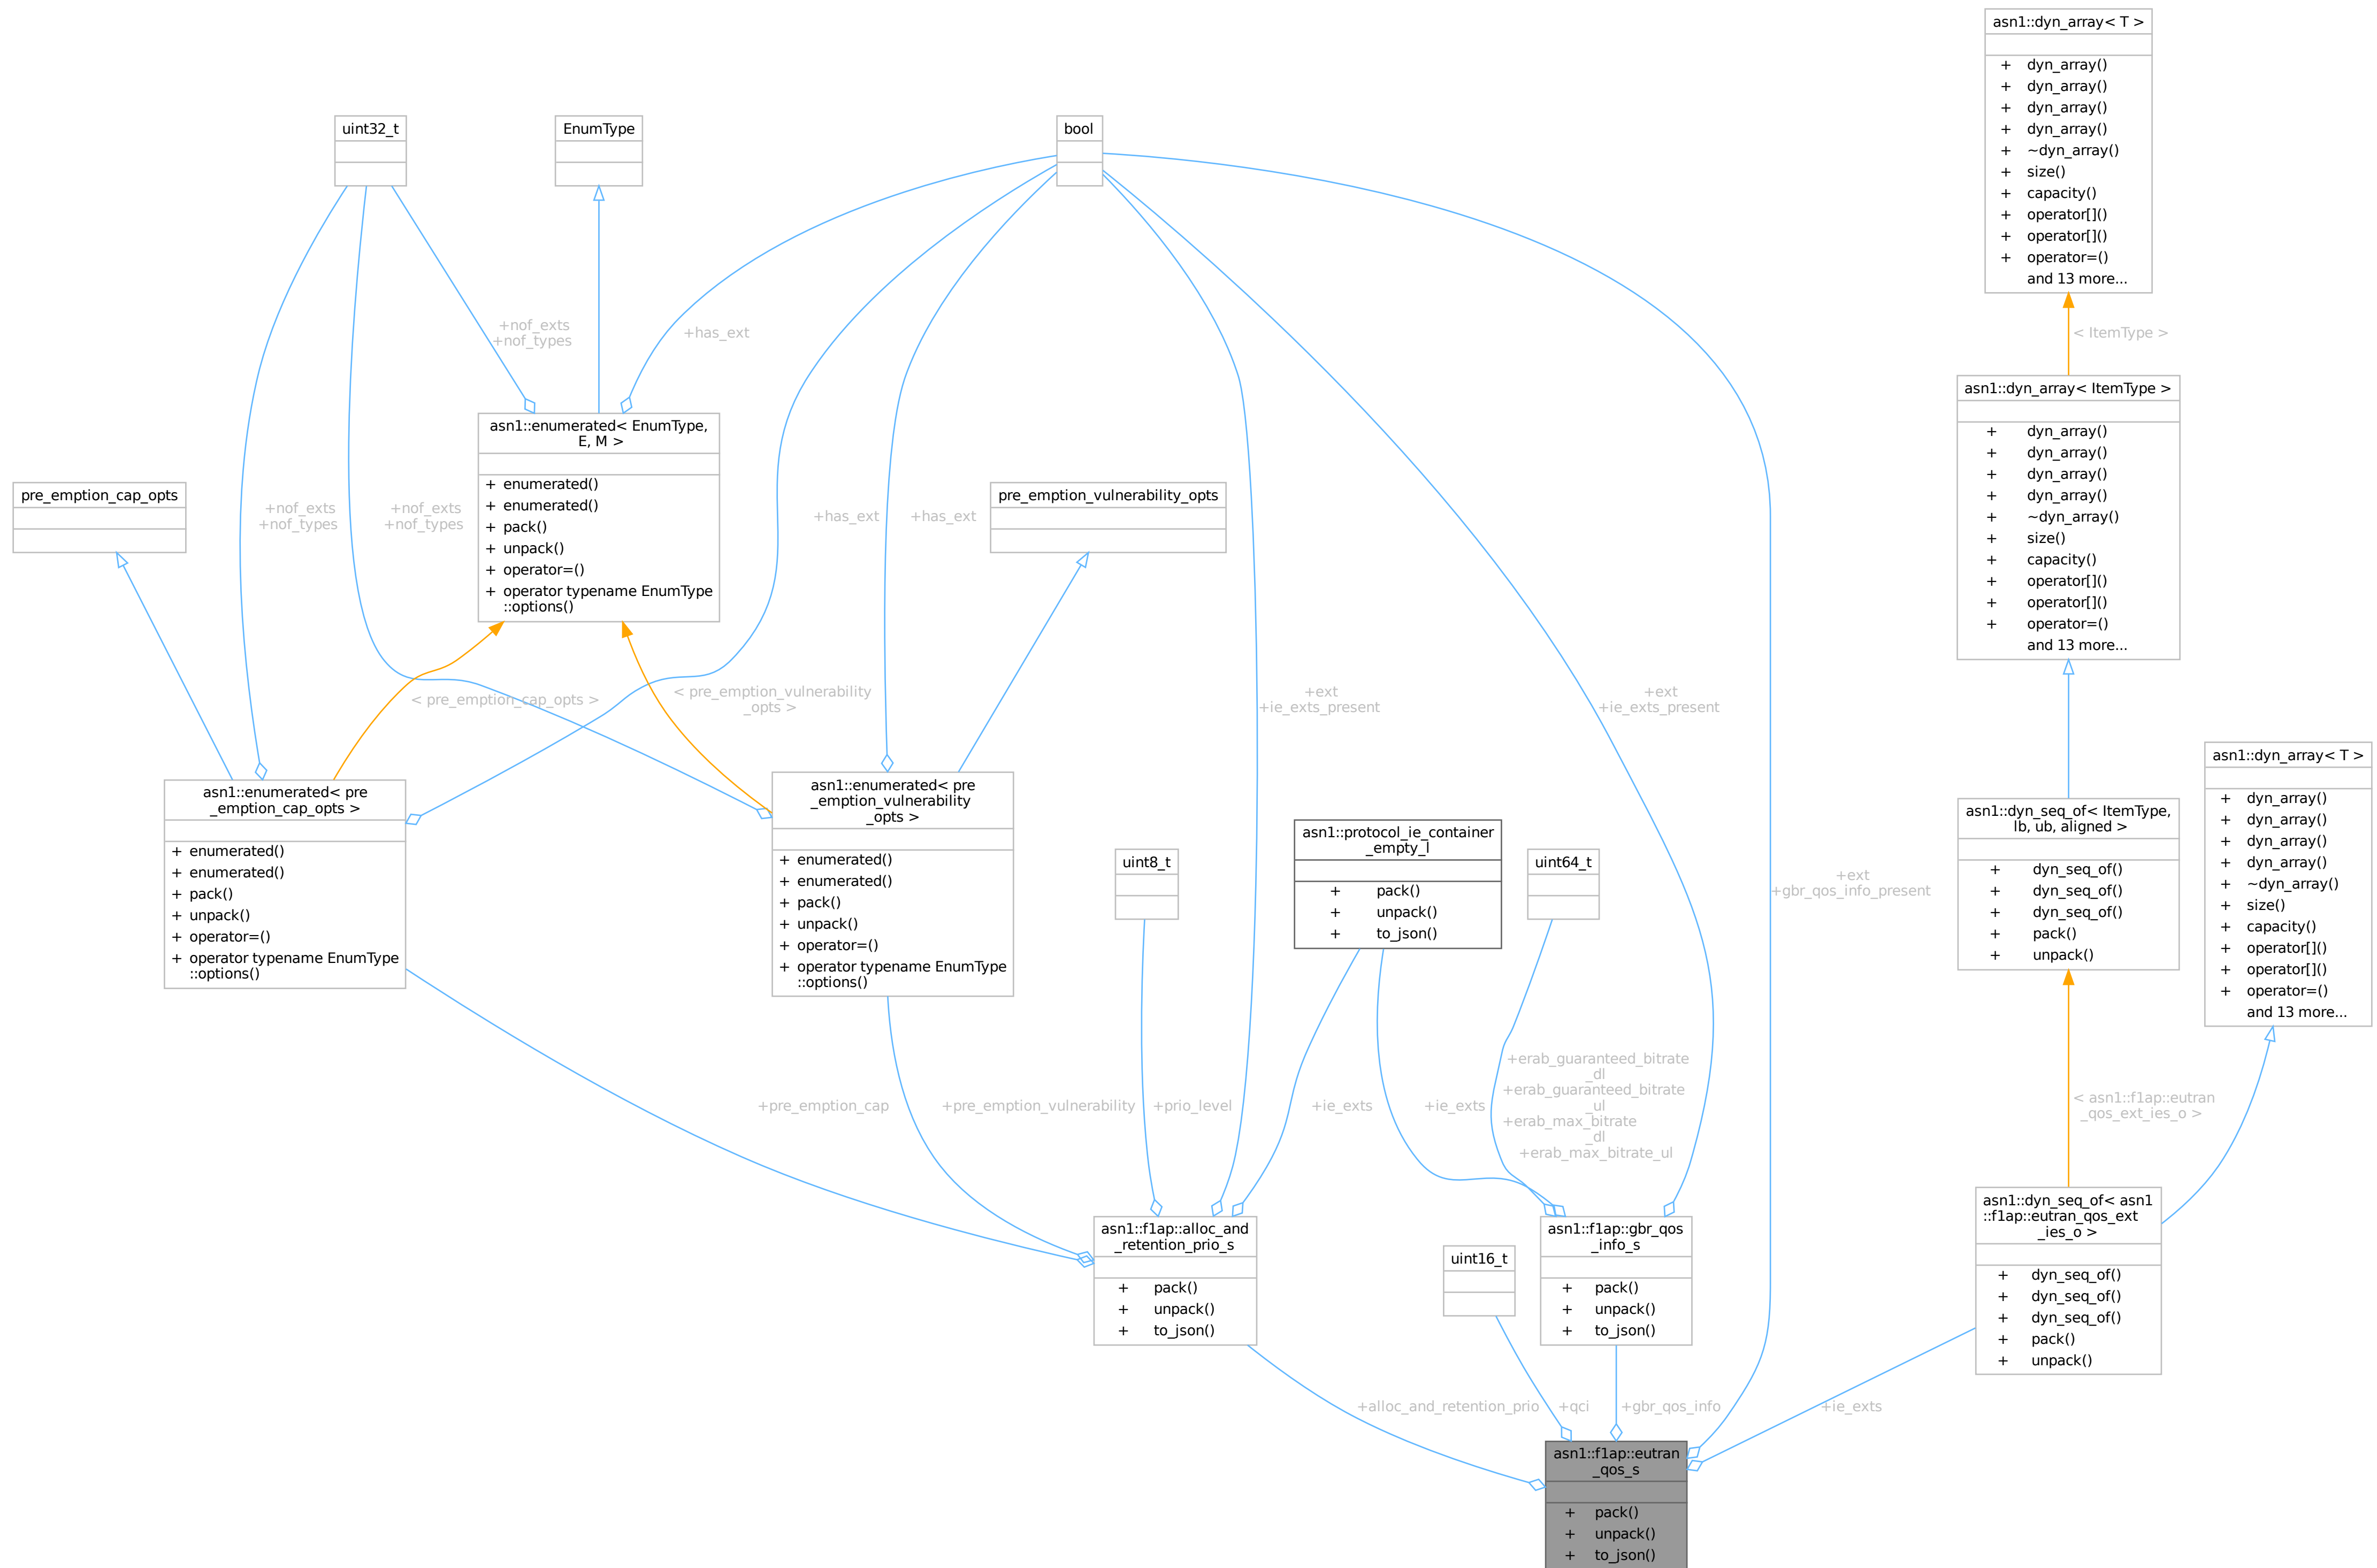 asn1::dyn_array< T >
+ dyn_array()
+ dyn_array()
+ dyn_array()
+ dyn_array()
+ ~dyn_array()
+ size()
+ capacity()
+ operator[]()
+ operator[]()
+ operator=()
and 13 more...
uint32_t
EnumType
bool
+nof_exts
+nof_types
+has_ext
< ItemType >
asn1::dyn_array< ItemType >
+ dyn_array()
+ dyn_array()
+ dyn_array()
+ dyn_array()
+ ~dyn_array()
+ size()
+ capacity()
+ operator[]()
+ operator[]()
+ operator=()
and 13 more...
asn1::enumerated< EnumType,
E, M >
+ enumerated()
+ enumerated()
+ pack()
+ unpack()
+ operator=()
+ operator typename EnumType
::options()
pre_emption_cap_opts
+nof_exts
+nof_types
+nof_exts
+nof_types
+has_ext
+has_ext
pre_emption_vulnerability_opts
< pre_emption_cap_opts >
< pre_emption_vulnerability
_opts >
+ext
+ie_exts_present
+ext
+ie_exts_present
asn1::enumerated< pre
_emption_cap_opts >
+ enumerated()
+ enumerated()
+ pack()
+ unpack()
+ operator=()
+ operator typename EnumType
::options()
asn1::enumerated< pre
_emption_vulnerability
_opts >
+ enumerated()
+ enumerated()
+ pack()
+ unpack()
+ operator=()
+ operator typename EnumType
::options()
uint8_t
asn1::protocol_ie_container
_empty_l
+ pack()
+ unpack()
+ to_json()
uint64_t
+ext
+gbr_qos_info_present
asn1::dyn_seq_of< ItemType,
lb, ub, aligned >
+ dyn_seq_of()
+ dyn_seq_of()
+ dyn_seq_of()
+ pack()
+ unpack()
asn1::dyn_array< T >
+ dyn_array()
+ dyn_array()
+ dyn_array()
+ dyn_array()
+ ~dyn_array()
+ size()
+ capacity()
+ operator[]()
+ operator[]()
+ operator=()
and 13 more...
+pre_emption_cap
+pre_emption_vulnerability
+prio_level
+ie_exts
+ie_exts
+erab_guaranteed_bitrate
_dl
+erab_guaranteed_bitrate
_ul
+erab_max_bitrate
_dl
+erab_max_bitrate_ul
< asn1::f1ap::eutran
_qos_ext_ies_o >
asn1::f1ap::alloc_and
_retention_prio_s
+ pack()
+ unpack()
+ to_json()
uint16_t
asn1::f1ap::gbr_qos
_info_s
+ pack()
+ unpack()
+ to_json()
asn1::dyn_seq_of< asn1
::f1ap::eutran_qos_ext
_ies_o >
+ dyn_seq_of()
+ dyn_seq_of()
+ dyn_seq_of()
+ pack()
+ unpack()
+alloc_and_retention_prio
+qci
+gbr_qos_info
+ie_exts
asn1::f1ap::eutran
_qos_s
+ pack()
+ unpack()
+ to_json()